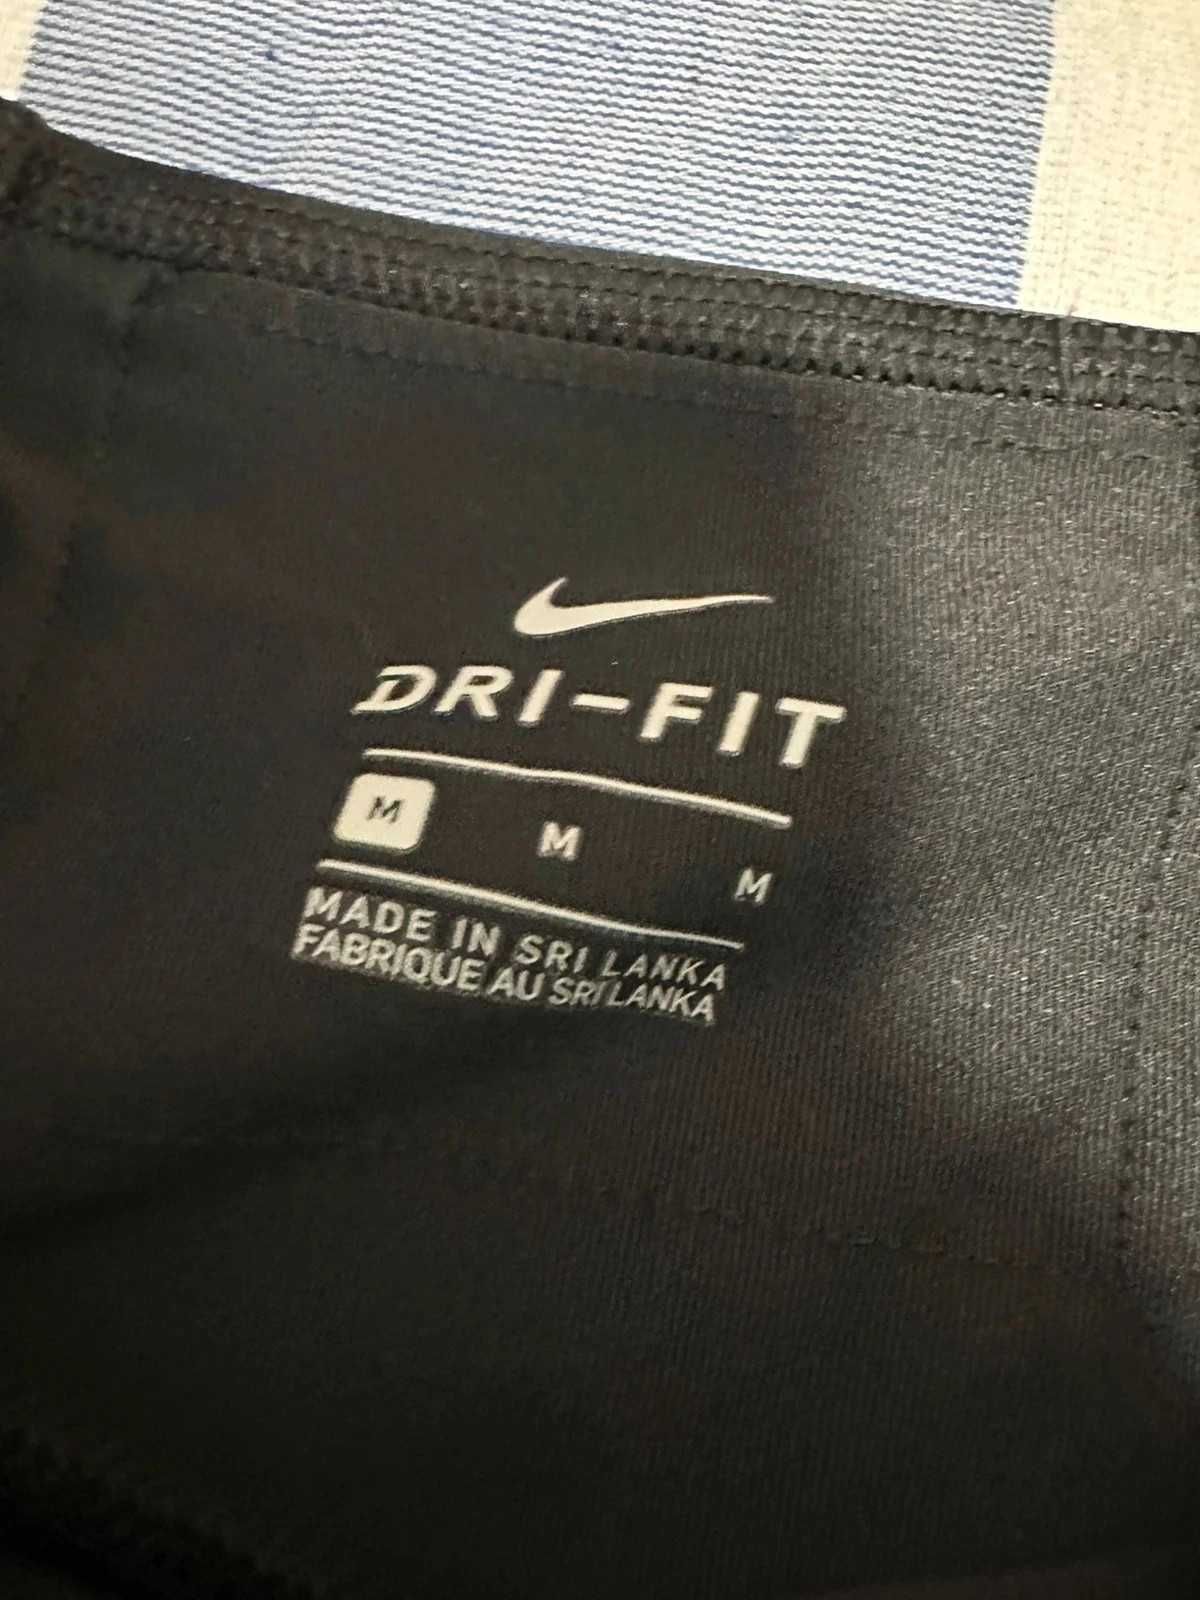 DRI-FIT
M M M
MADE IN SRI LANKA
FABRIQUE AU SRI LANKA